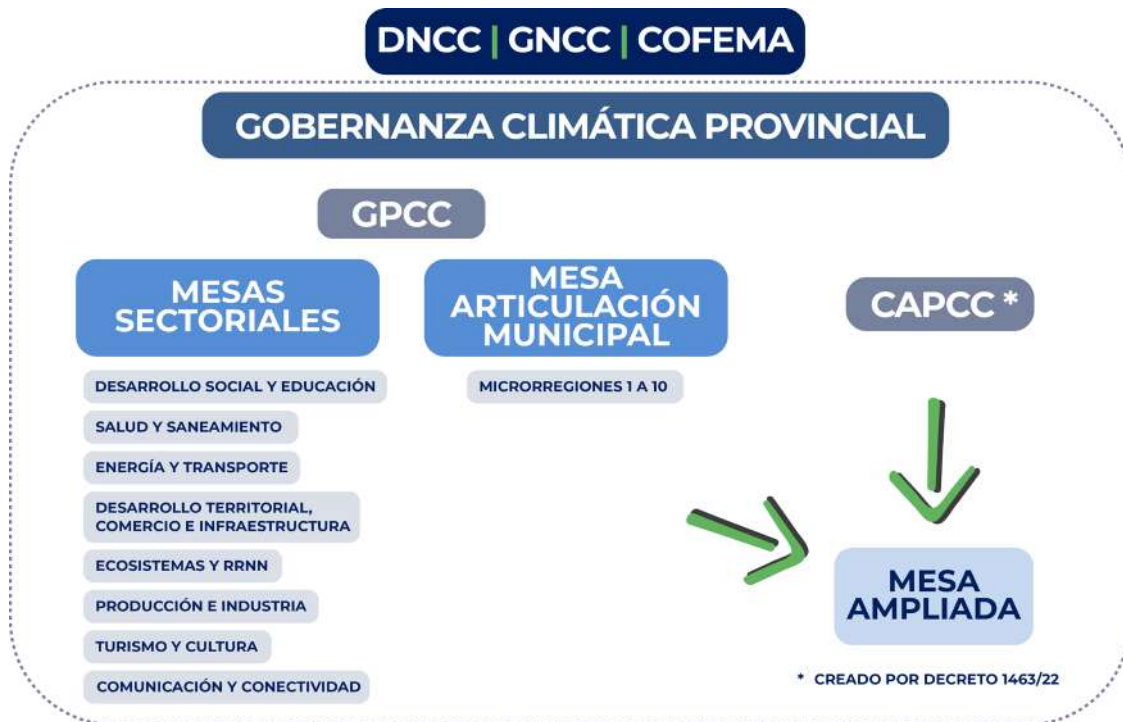 DNCC | GNCC | COFEMA
GOBERNANZA CLIMÁTICA PROVINCIAL
GPCC
MESAS
SECTORIALES
DESARROLLO SOCIAL Y EDUCACIÓN
SALUD Y SANEAMIENTO
ENERGÍA Y TRANSPORTE
DESARROLLO TERRITORIAL,
COMERCIO E INFRAESTRUCTURA
ECOSISTEMAS Y RRNN
PRODUCCIÓN E INDUSTRIA
TURISMO Y CULTURA
COMUNICACIÓN Y CONECTIVIDAD
MESA
ARTICULACIÓN
MUNICIPAL
MICRORREGIONES 1 A 10
CAPCC *
MESA
AMPLIADA
* CREADO POR DECRETO 1463/22